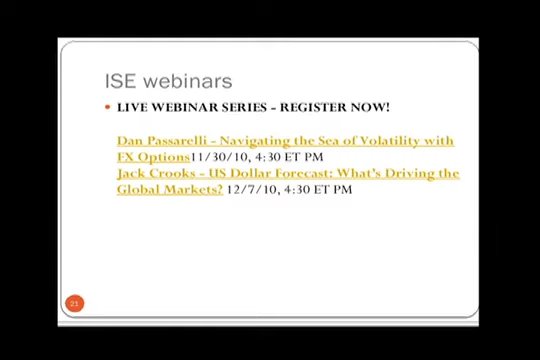 ISE webinars
LIVE WEBINAR SERIES - REGISTER NOW!
Dan Passarelli - Navigating the Sea of Volatility with
FX Options11/30/10, 4:30 ET PM
Jack Crooks - US Dollar Forecast: What's Driving the
Global Markets? 12/7/10, 4:30 ET PM
21